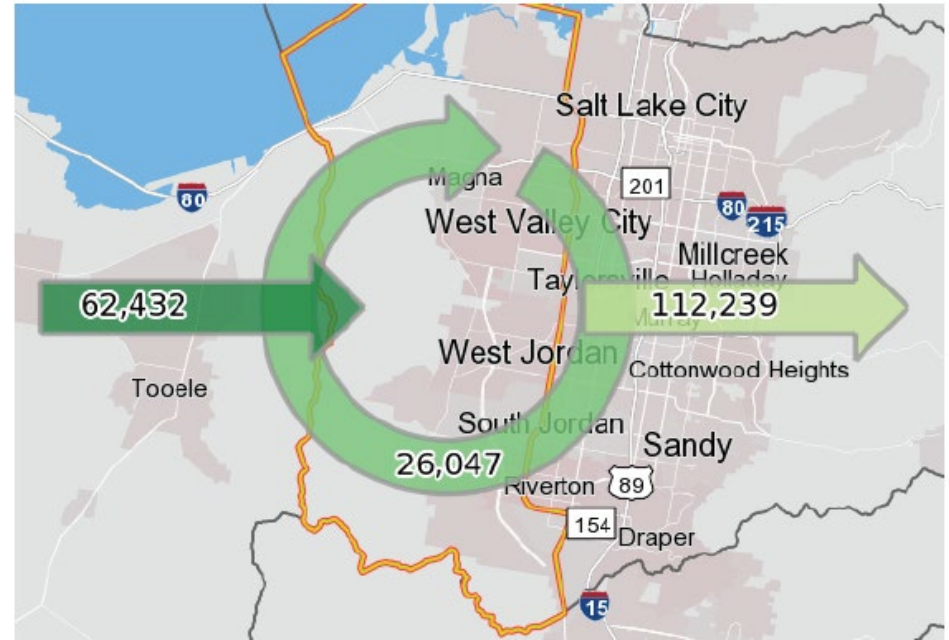 Salt Lake City
Magna
201
80
80
215
West Valley City
Millcreek
Taylorsville
Holladay
62,432
112,239
Murray
West Jordan
Cottonwood Heights
Tooele
South Jordan
Sandy
26,047
Riverton
89
154
Draper
15